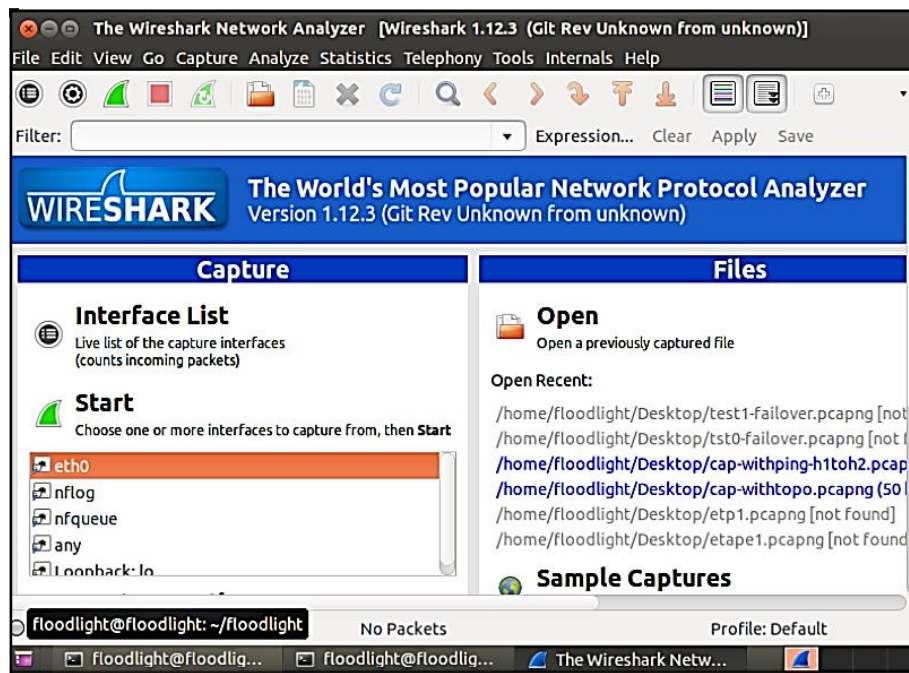 The Wireshark Network Analyzer [Wireshark 1.12.3 (Git Rev Unknown from unknown)]
File Edit View Go Capture Analyze Statistics Telephony Tools Internals Help
Filter: Expression... Clear Apply Save
WIRESHARK
The World's Most Popular Network Protocol Analyzer
Version 1.12.3 (Git Rev Unknown from unknown)
Capture
Interface List
Live list of the capture interfaces
(counts incoming packets)
Start
Choose one or more interfaces to capture from, then Start
eth0
nflog
nfqueue
any
Loopback: lo
Files
Open
Open a previously captured file
Open Recent:
/home/floodlight/Desktop/test1-failover.pcapng [not
/home/floodlight/Desktop/tst0-failover.pcapng [not
/home/floodlight/Desktop/cap-withping-h1toh2.pcap
/home/floodlight/Desktop/cap-withtopo.pcapng (50
/home/floodlight/Desktop/etp1.pcapng [not found]
/home/floodlight/Desktop/etape1.pcapng [not found
Sample Captures
floodlight@floodlight: ~/floodlight
No Packets
Profile: Default
floodlight@floodlig...
floodlight@floodlig...
The Wireshark Netw...